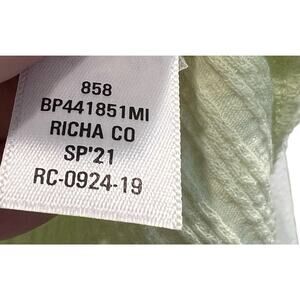 858
BP441851MI
RICHA CO
SP'21
RC-0924-19